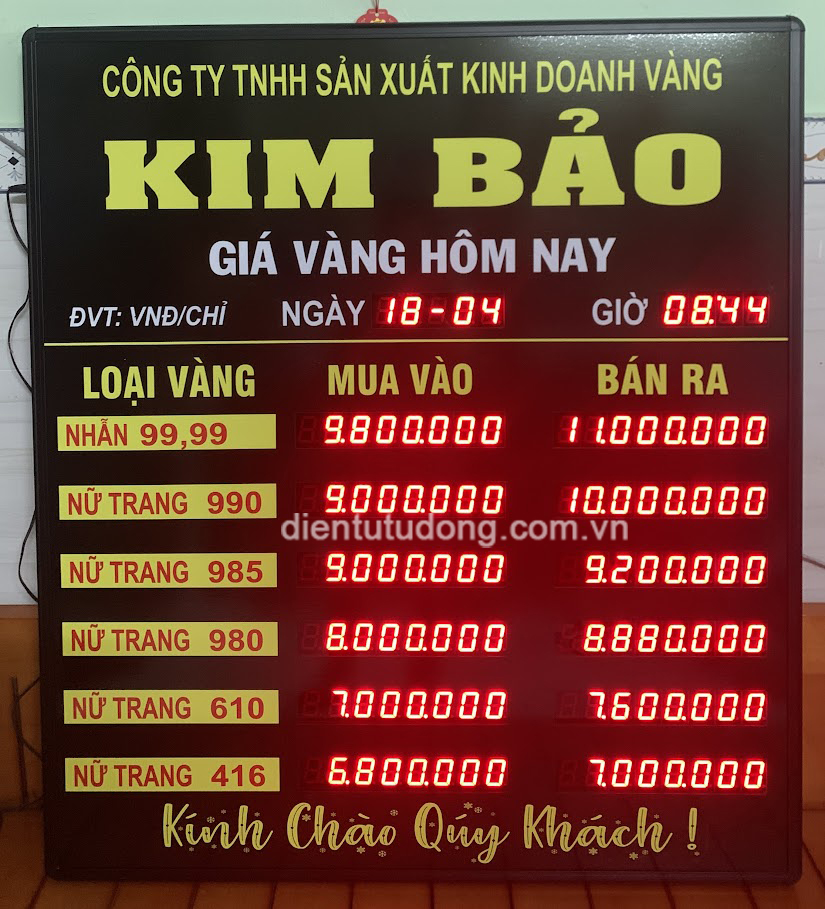 CÔNG TY TNHH SẢN XUẤT KINH DOANH VÀNG
KIM BẢO
GIÁ VÀNG HÔM NAY
ĐVT: VNĐ/CHỈ NGÀY 18-04 GIỜ 08:44
LOẠI VÀNG MUA VÀO BÁN RA
NHẪN 99,99 9.800.000 11.000.000
NỮ TRANG 990 9.000.000 10.000.000
dientutudong.com.vn
NỮ TRANG 985 9.000.000 9.200.000
NỮ TRANG 980 8.000.000 8.880.000
NỮ TRANG 610 7.000.000 7.600.000
NỮ TRANG 416 6.800.000 7.000.000
Kính Chào Qúy Khách !